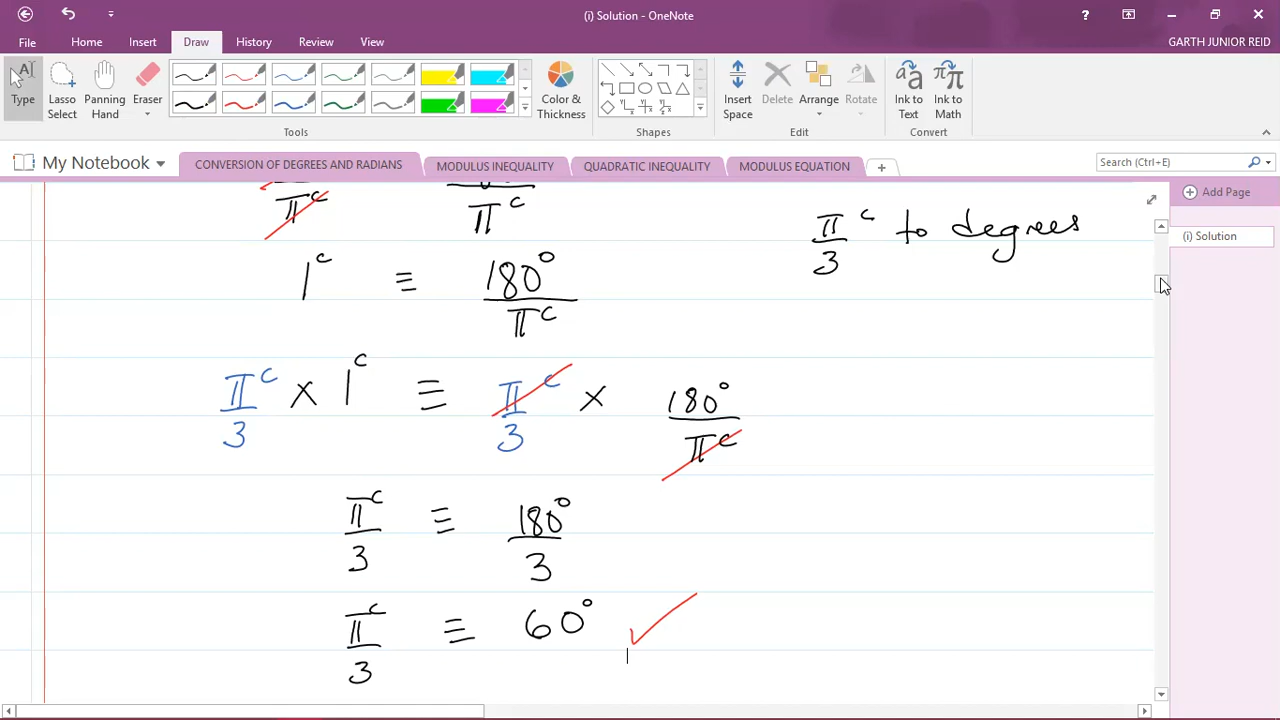 (i) Solution - OneNote
?
File Home Insert Draw History Review View
GARTH JUNIOR REID
Type
Lasso Select
Panning Hand
Eraser
Color & Thickness
Insert Space
Delete
Arrange
Rotate
Ink to Text
Ink to Math
Tools
Shapes
Edit
Convert
My Notebook
CONVERSION OF DEGREES AND RADIANS
MODULUS INEQUALITY
QUADRATIC INEQUALITY
MODULUS EQUATION
+
Search (Ctrl+E)
Add Page
(i) Solution
π^c π^c
π^c/3 to degrees
1^c ≡ 180°/π^c
π^c/3 × 1^c ≡ π^c/3 × 180°/π^c
π^c/3 ≡ 180°/3
π^c/3 ≡ 60° ✓